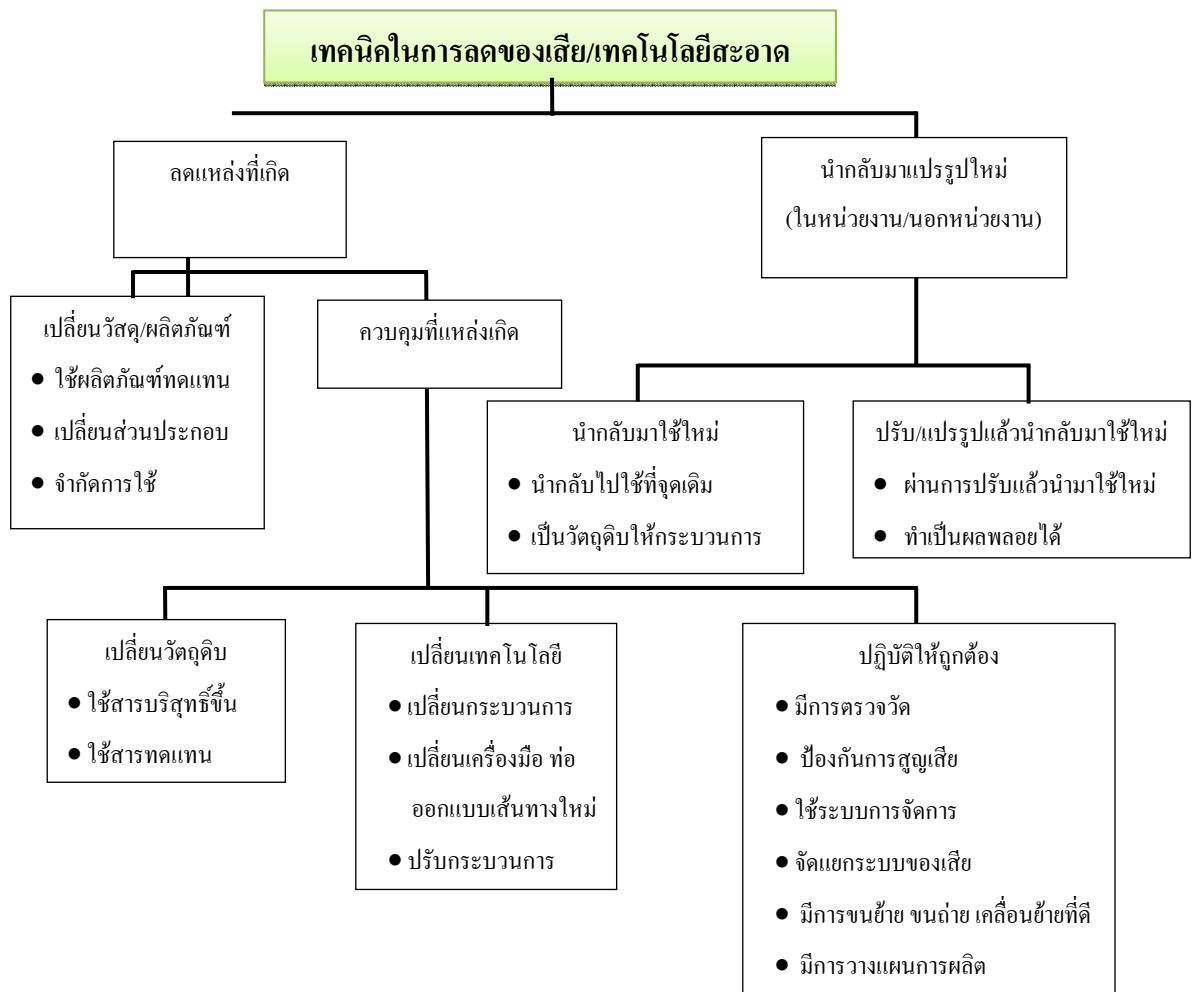 เทคนิคในการลดของเสีย/เทคโนโลยีสะอาด
ลดแหล่งที่เกิด
นำกลับมาแปรรูปใหม่
(ในหน่วยงาน/นอกหน่วยงาน)
เปลี่ยนวัสดุ/ผลิตภัณฑ์
● ใช้ผลิตภัณฑ์ทดแทน
● เปลี่ยนส่วนประกอบ
● จำกัดการใช้
ควบคุมที่แหล่งเกิด
นำกลับมาใช้ใหม่
● นำกลับไปใช้ที่จุดเดิม
● เป็นวัตถุดิบให้กระบวนการ
ปรับ/แปรรูปแล้วนำกลับมาใช้ใหม่
● ผ่านการปรับแล้วนำมาใช้ใหม่
● ทำเป็นผลพลอยได้
เปลี่ยนวัตถุดิบ
● ใช้สารบริสุทธิ์ขึ้น
● ใช้สารทดแทน
เปลี่ยนเทคโนโลยี
● เปลี่ยนกระบวนการ
● เปลี่ยนเครื่องมือ ท่อ
ออกแบบเส้นทางใหม่
● ปรับกระบวนการ
ปฏิบัติให้ถูกต้อง
● มีการตรวจวัด
● ป้องกันการสูญเสีย
● ใช้ระบบการจัดการ
● จัดแยกระบบของเสีย
● มีการขนย้าย ขนถ่าย เคลื่อนย้ายที่ดี
● มีการวางแผนการผลิต